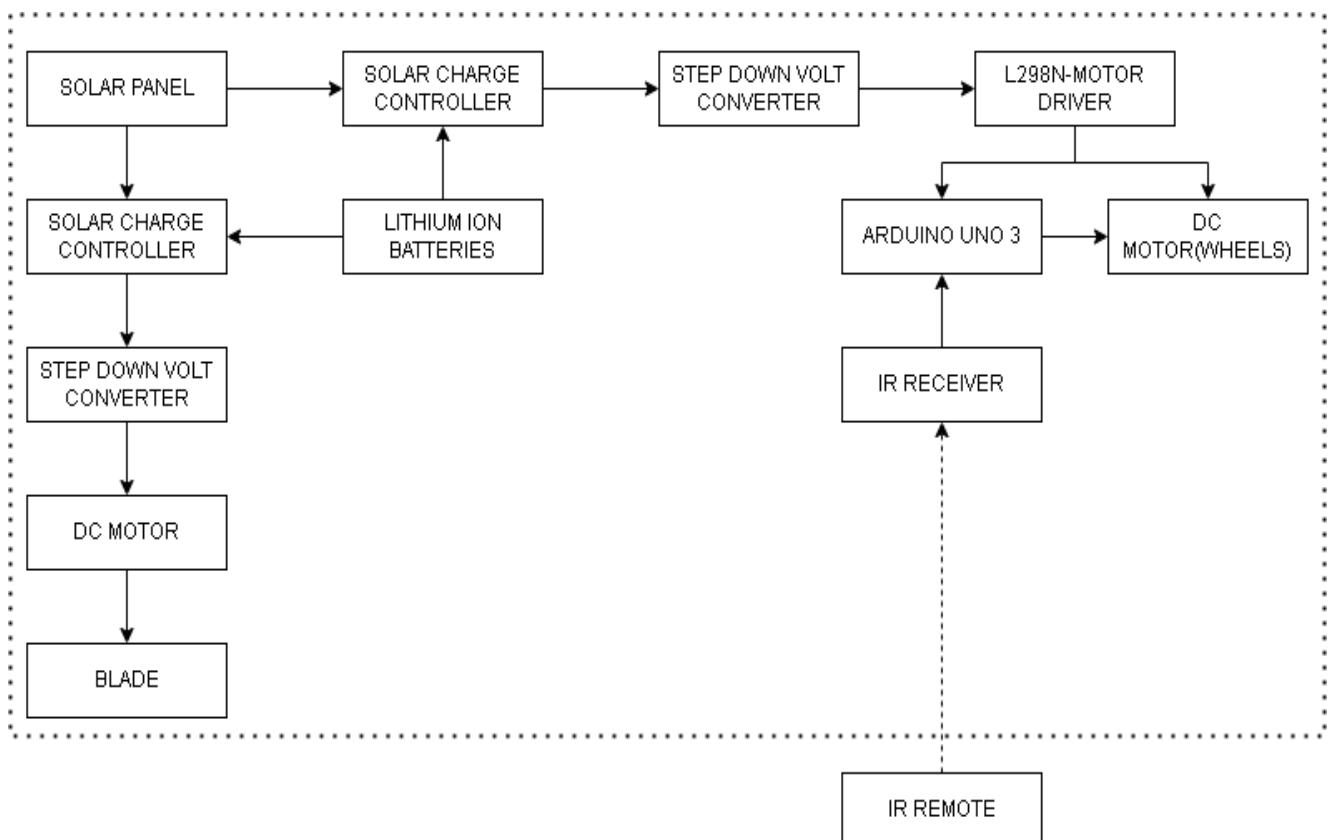 SOLAR PANEL
SOLAR CHARGE
CONTROLLER
STEP DOWN VOLT
CONVERTER
L298N-MOTOR
DRIVER
SOLAR CHARGE
CONTROLLER
LITHIUM ION
BATTERIES
ARDUINO UNO 3
DC
MOTOR(WHEELS)
STEP DOWN VOLT
CONVERTER
IR RECEIVER
DC MOTOR
BLADE
IR REMOTE